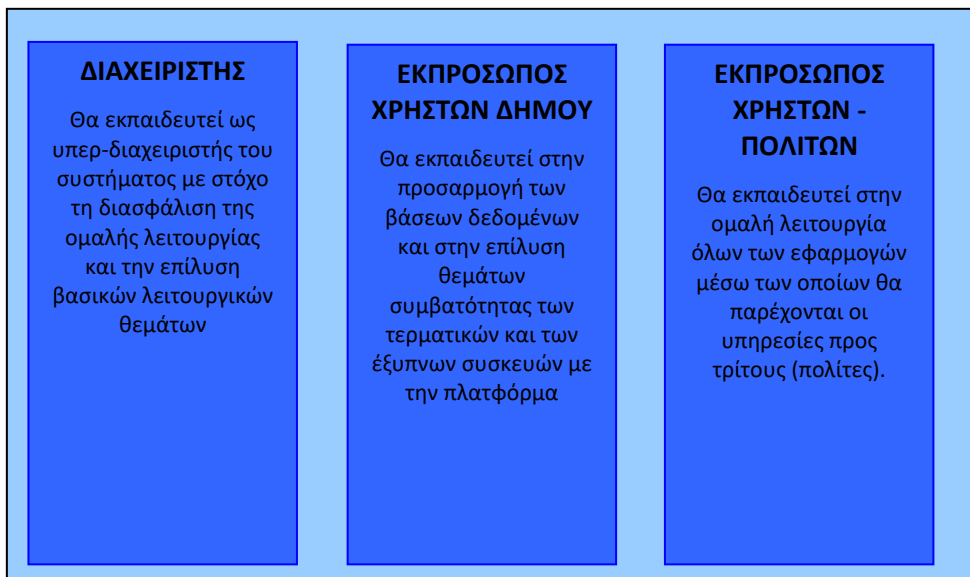 ΔΙΑΧΕΙΡΙΣΤΗΣ
Θα εκπαιδευτεί ως
υπερ-διαχειριστής του
συστήματος με στόχο
τη διασφάλιση της
ομαλής λειτουργίας
και την επίλυση
βασικών λειτουργικών
θεμάτων
ΕΚΠΡΟΣΩΠΟΣ
ΧΡΗΣΤΩΝ ΔΗΜΟΥ
Θα εκπαιδευτεί στην
προσαρμογή των
βάσεων δεδομένων
και στην επίλυση
θεμάτων
συμβατότητας των
τερματικών και των
έξυπνων συσκευών με
την πλατφόρμα
ΕΚΠΡΟΣΩΠΟΣ
ΧΡΗΣΤΩΝ -
ΠΟΛΙΤΩΝ
Θα εκπαιδευτεί στην
ομαλή λειτουργία
όλων των εφαρμογών
μέσω των οποίων θα
παρέχονται οι
υπηρεσίες προς
τρίτους (πολίτες).